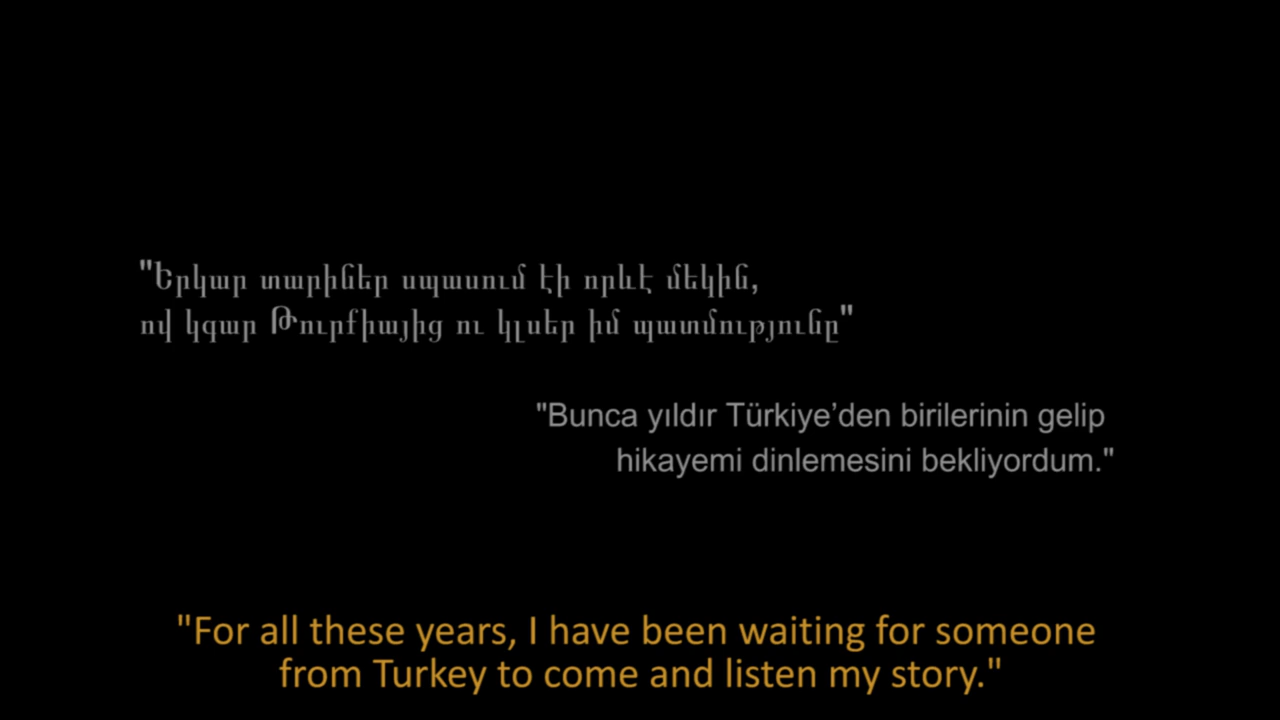 "Երկար տարիներ սպասում էի որևէ մեկին,
ով կգար Թուրքիայից ու կլսեր իմ պատմությունը"
"Bunca yıldır Türkiye’den birilerinin gelip
hikayemi dinlemesini bekliyordum."
"For all these years, I have been waiting for someone
from Turkey to come and listen my story."